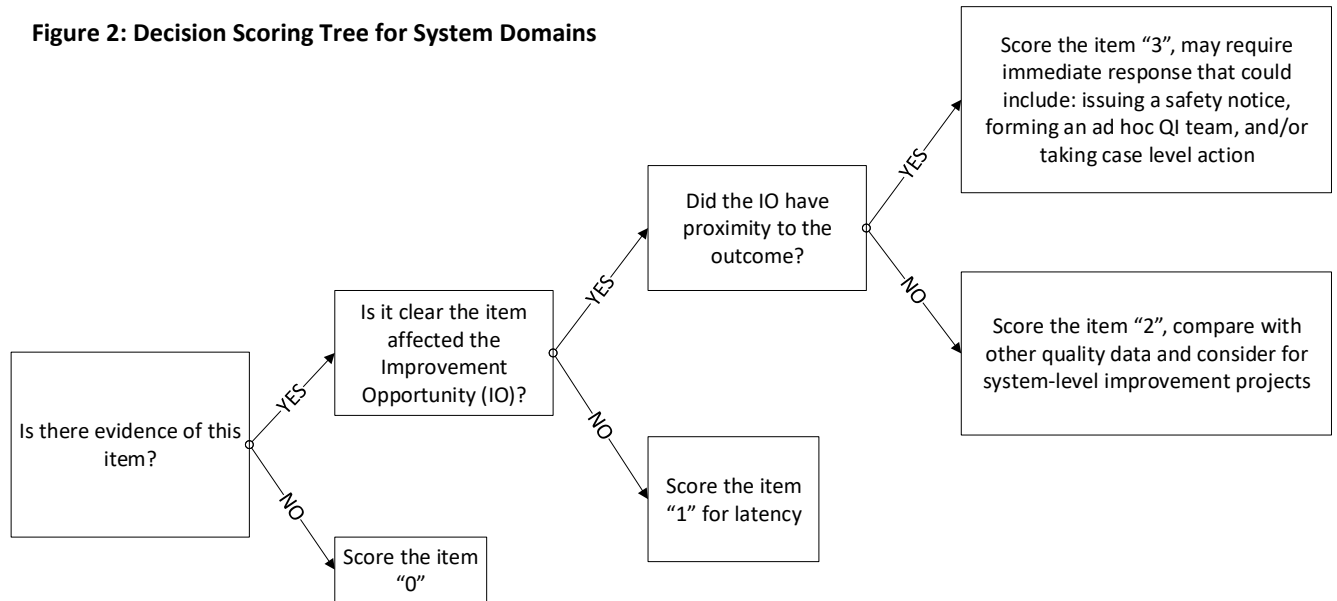 Figure 2: Decision Scoring Tree for System Domains
Is there evidence of this
item?
YES
NO
Score the item
“0”
Is it clear the item
affected the
Improvement
Opportunity (IO)?
YES
NO
Score the item
“1” for latency
Did the IO have
proximity to the
outcome?
YES
NO
Score the item “3”, may require
immediate response that could
include: issuing a safety notice,
forming an ad hoc QI team, and/or
taking case level action
Score the item “2”, compare with
other quality data and consider for
system-level improvement projects